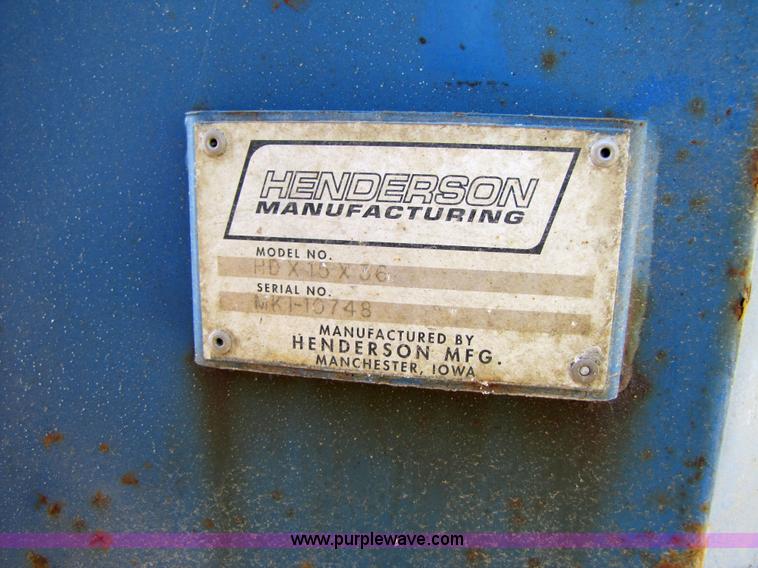 HENDERSON
MANUFACTURING
MODEL NO.
HD X 15 X 36
SERIAL NO.
MKI-10748
MANUFACTURED BY
HENDERSON MFG.
MANCHESTER, IOWA
www.purplewave.com